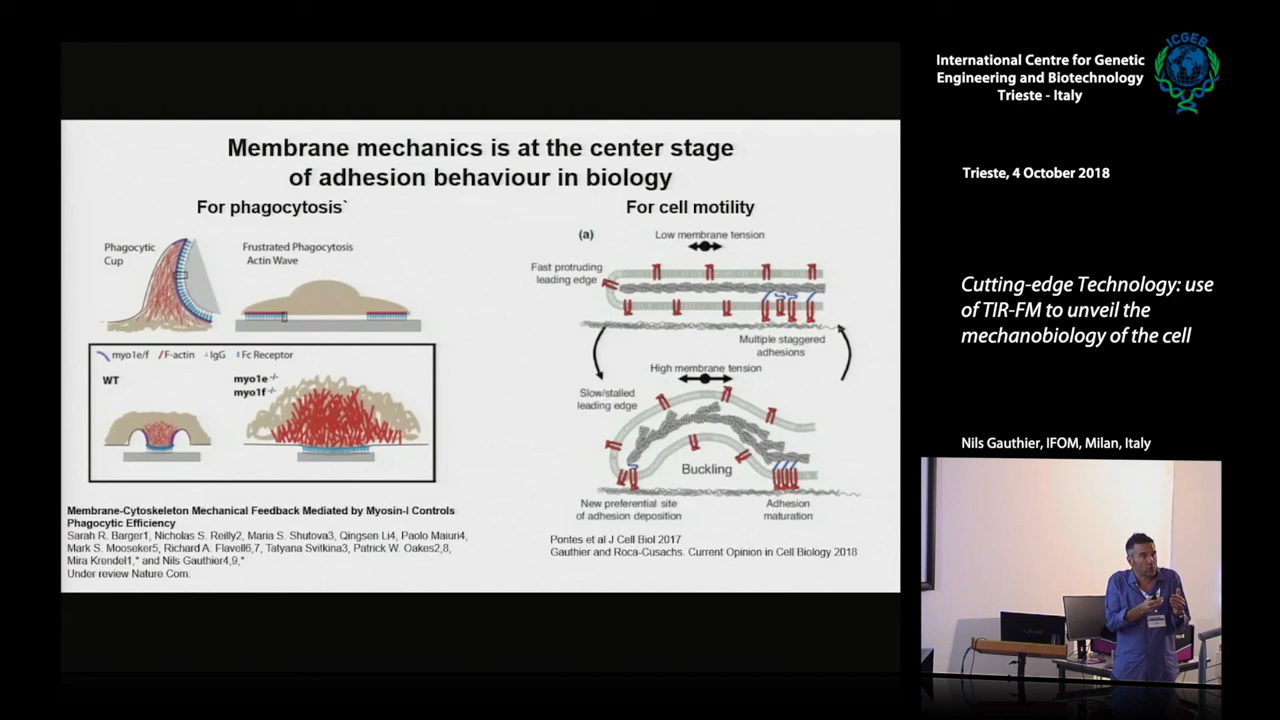 Membrane mechanics is at the center stage
of adhesion behaviour in biology
For phagocytosis`
Phagocytic
Cup
Frustrated Phagocytosis
Actin Wave
myo1e/f
F-actin
IgG
Fc Receptor
WT
myo1e -/-
myo1f -/-
Membrane-Cytoskeleton Mechanical Feedback Mediated by Myosin-I Controls
Phagocytic Efficiency
Sarah R. Barger1, Nicholas S. Reilly2, Maria S. Shutova3, Qingsen Li4, Paolo Maiuri4,
Mark S. Mooseker5, Richard A. Flavell6,7, Tatyana Svitkina3, Patrick W. Oakes2,8,
Mira Krendel1,* and Nils Gauthier4,9,*
Under review Nature Com.
For cell motility
(a)
Low membrane tension
Fast protruding
leading edge
Multiple staggered
adhesions
High membrane tension
Slow/stalled
leading edge
Buckling
New preferential site
of adhesion deposition
Adhesion
maturation
Pontes et al J Cell Biol 2017
Gauthier and Roca-Cusachs. Current Opinion in Cell Biology 2018
International Centre for Genetic
Engineering and Biotechnology
Trieste - Italy
ICGEB
Trieste, 4 October 2018
Cutting-edge Technology: use
of TIR-FM to unveil the
mechanobiology of the cell
Nils Gauthier, IFOM, Milan, Italy